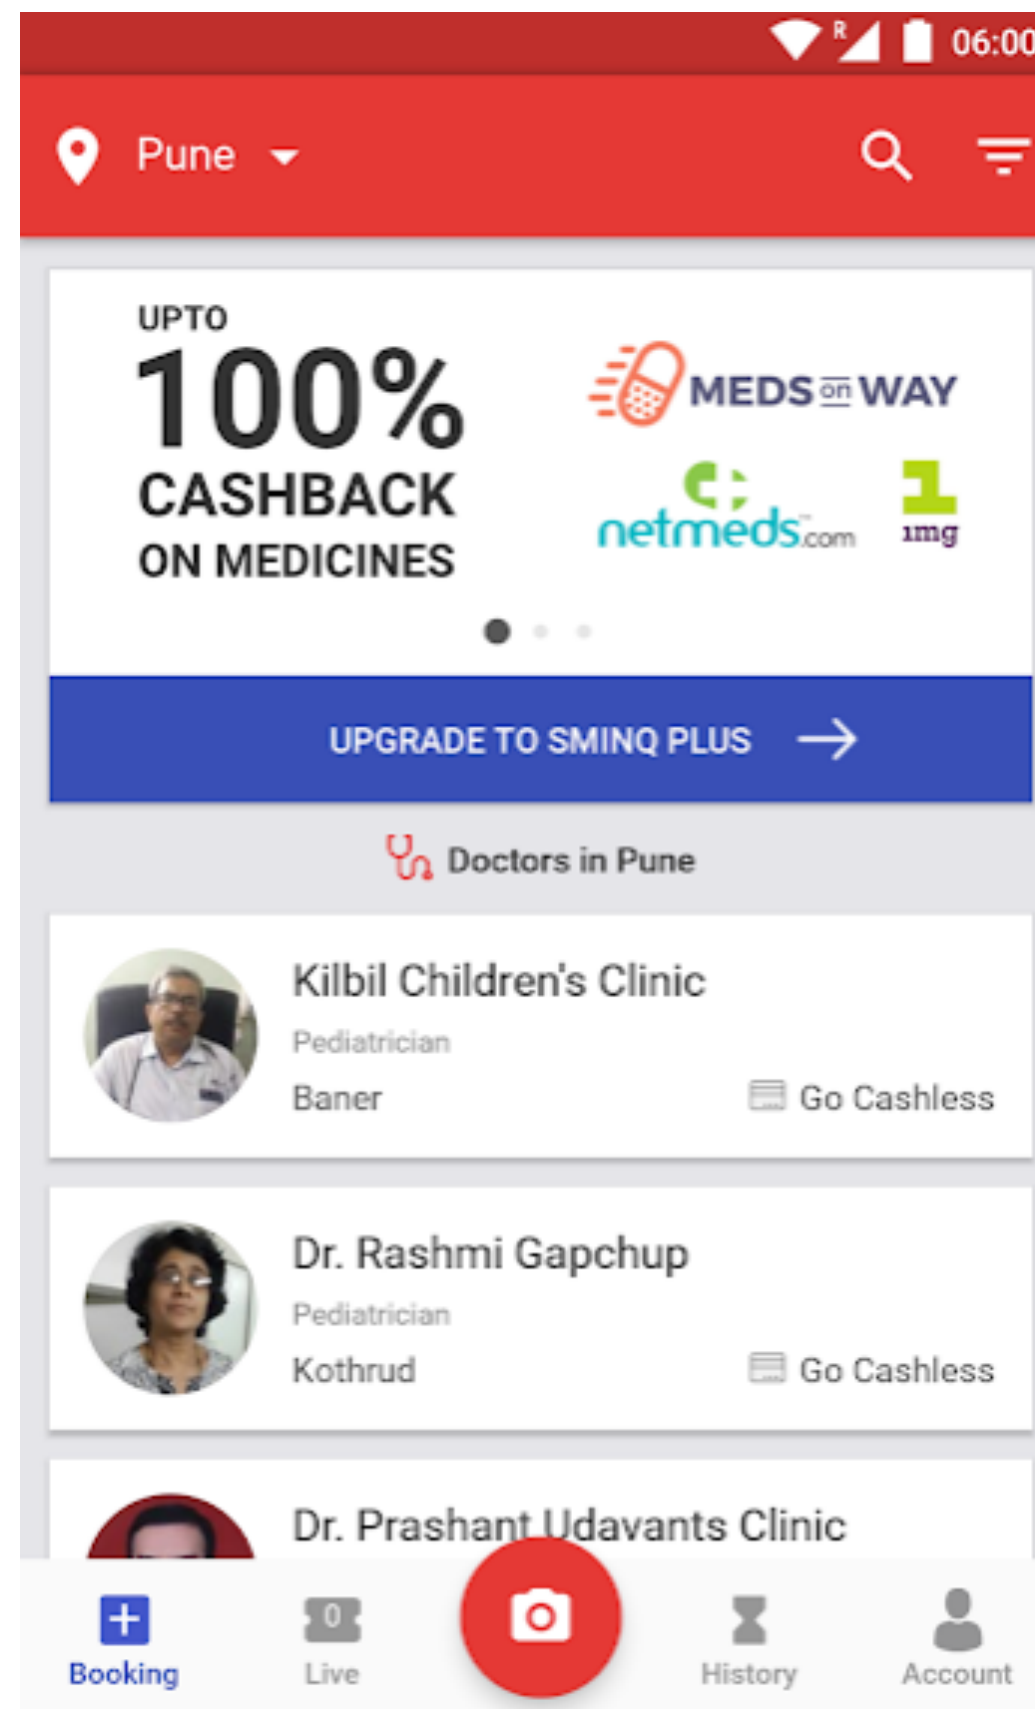 R 06:00
Pune
UPTO
100%
CASHBACK
ON MEDICINES
MEDS on WAY
netmeds.com
1mg
UPGRADE TO SMINQ PLUS
Doctors in Pune
Kilbil Children's Clinic
Pediatrician
Baner
Go Cashless
Dr. Rashmi Gapchup
Pediatrician
Kothrud
Go Cashless
Dr. Prashant Udavants Clinic
0
Booking
Live
History
Account